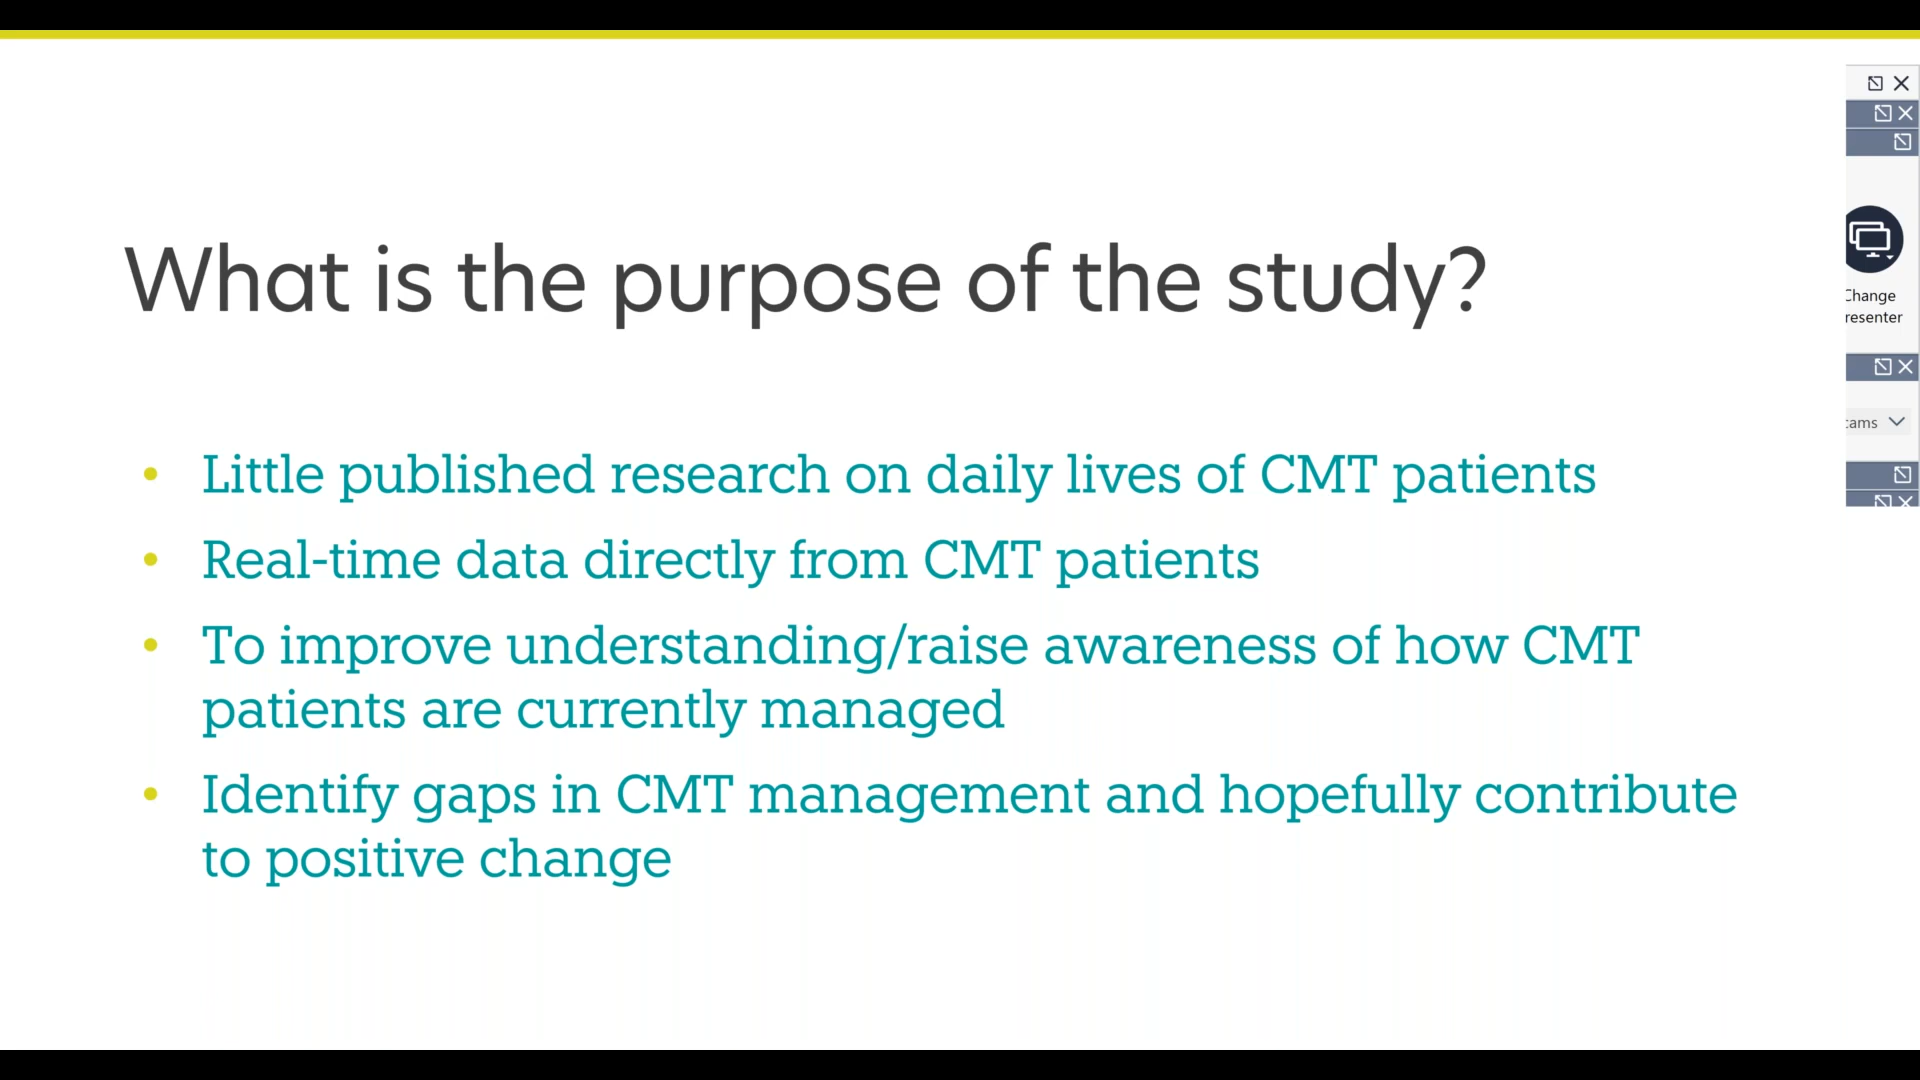 What is the purpose of the study?
• Little published research on daily lives of CMT patients
• Real-time data directly from CMT patients
• To improve understanding/raise awareness of how CMT
patients are currently managed
• Identify gaps in CMT management and hopefully contribute
to positive change
Change
resenter
cams